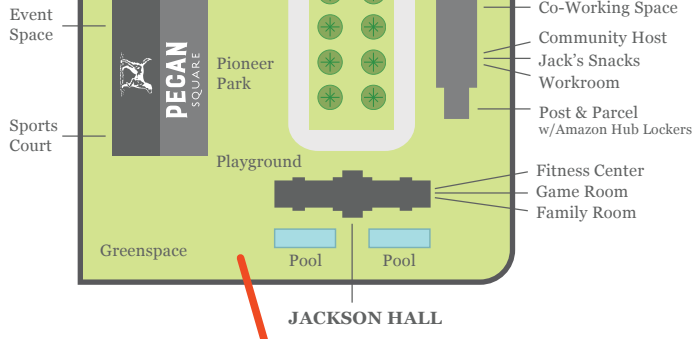 Event
Space
Co-Working Space
Community Host
Jack's Snacks
Workroom
PECAN
SQUARE
Pioneer
Park
Post & Parcel
w/Amazon Hub Lockers
Sports
Court
Playground
Fitness Center
Game Room
Family Room
Greenspace
Pool
Pool
JACKSON HALL